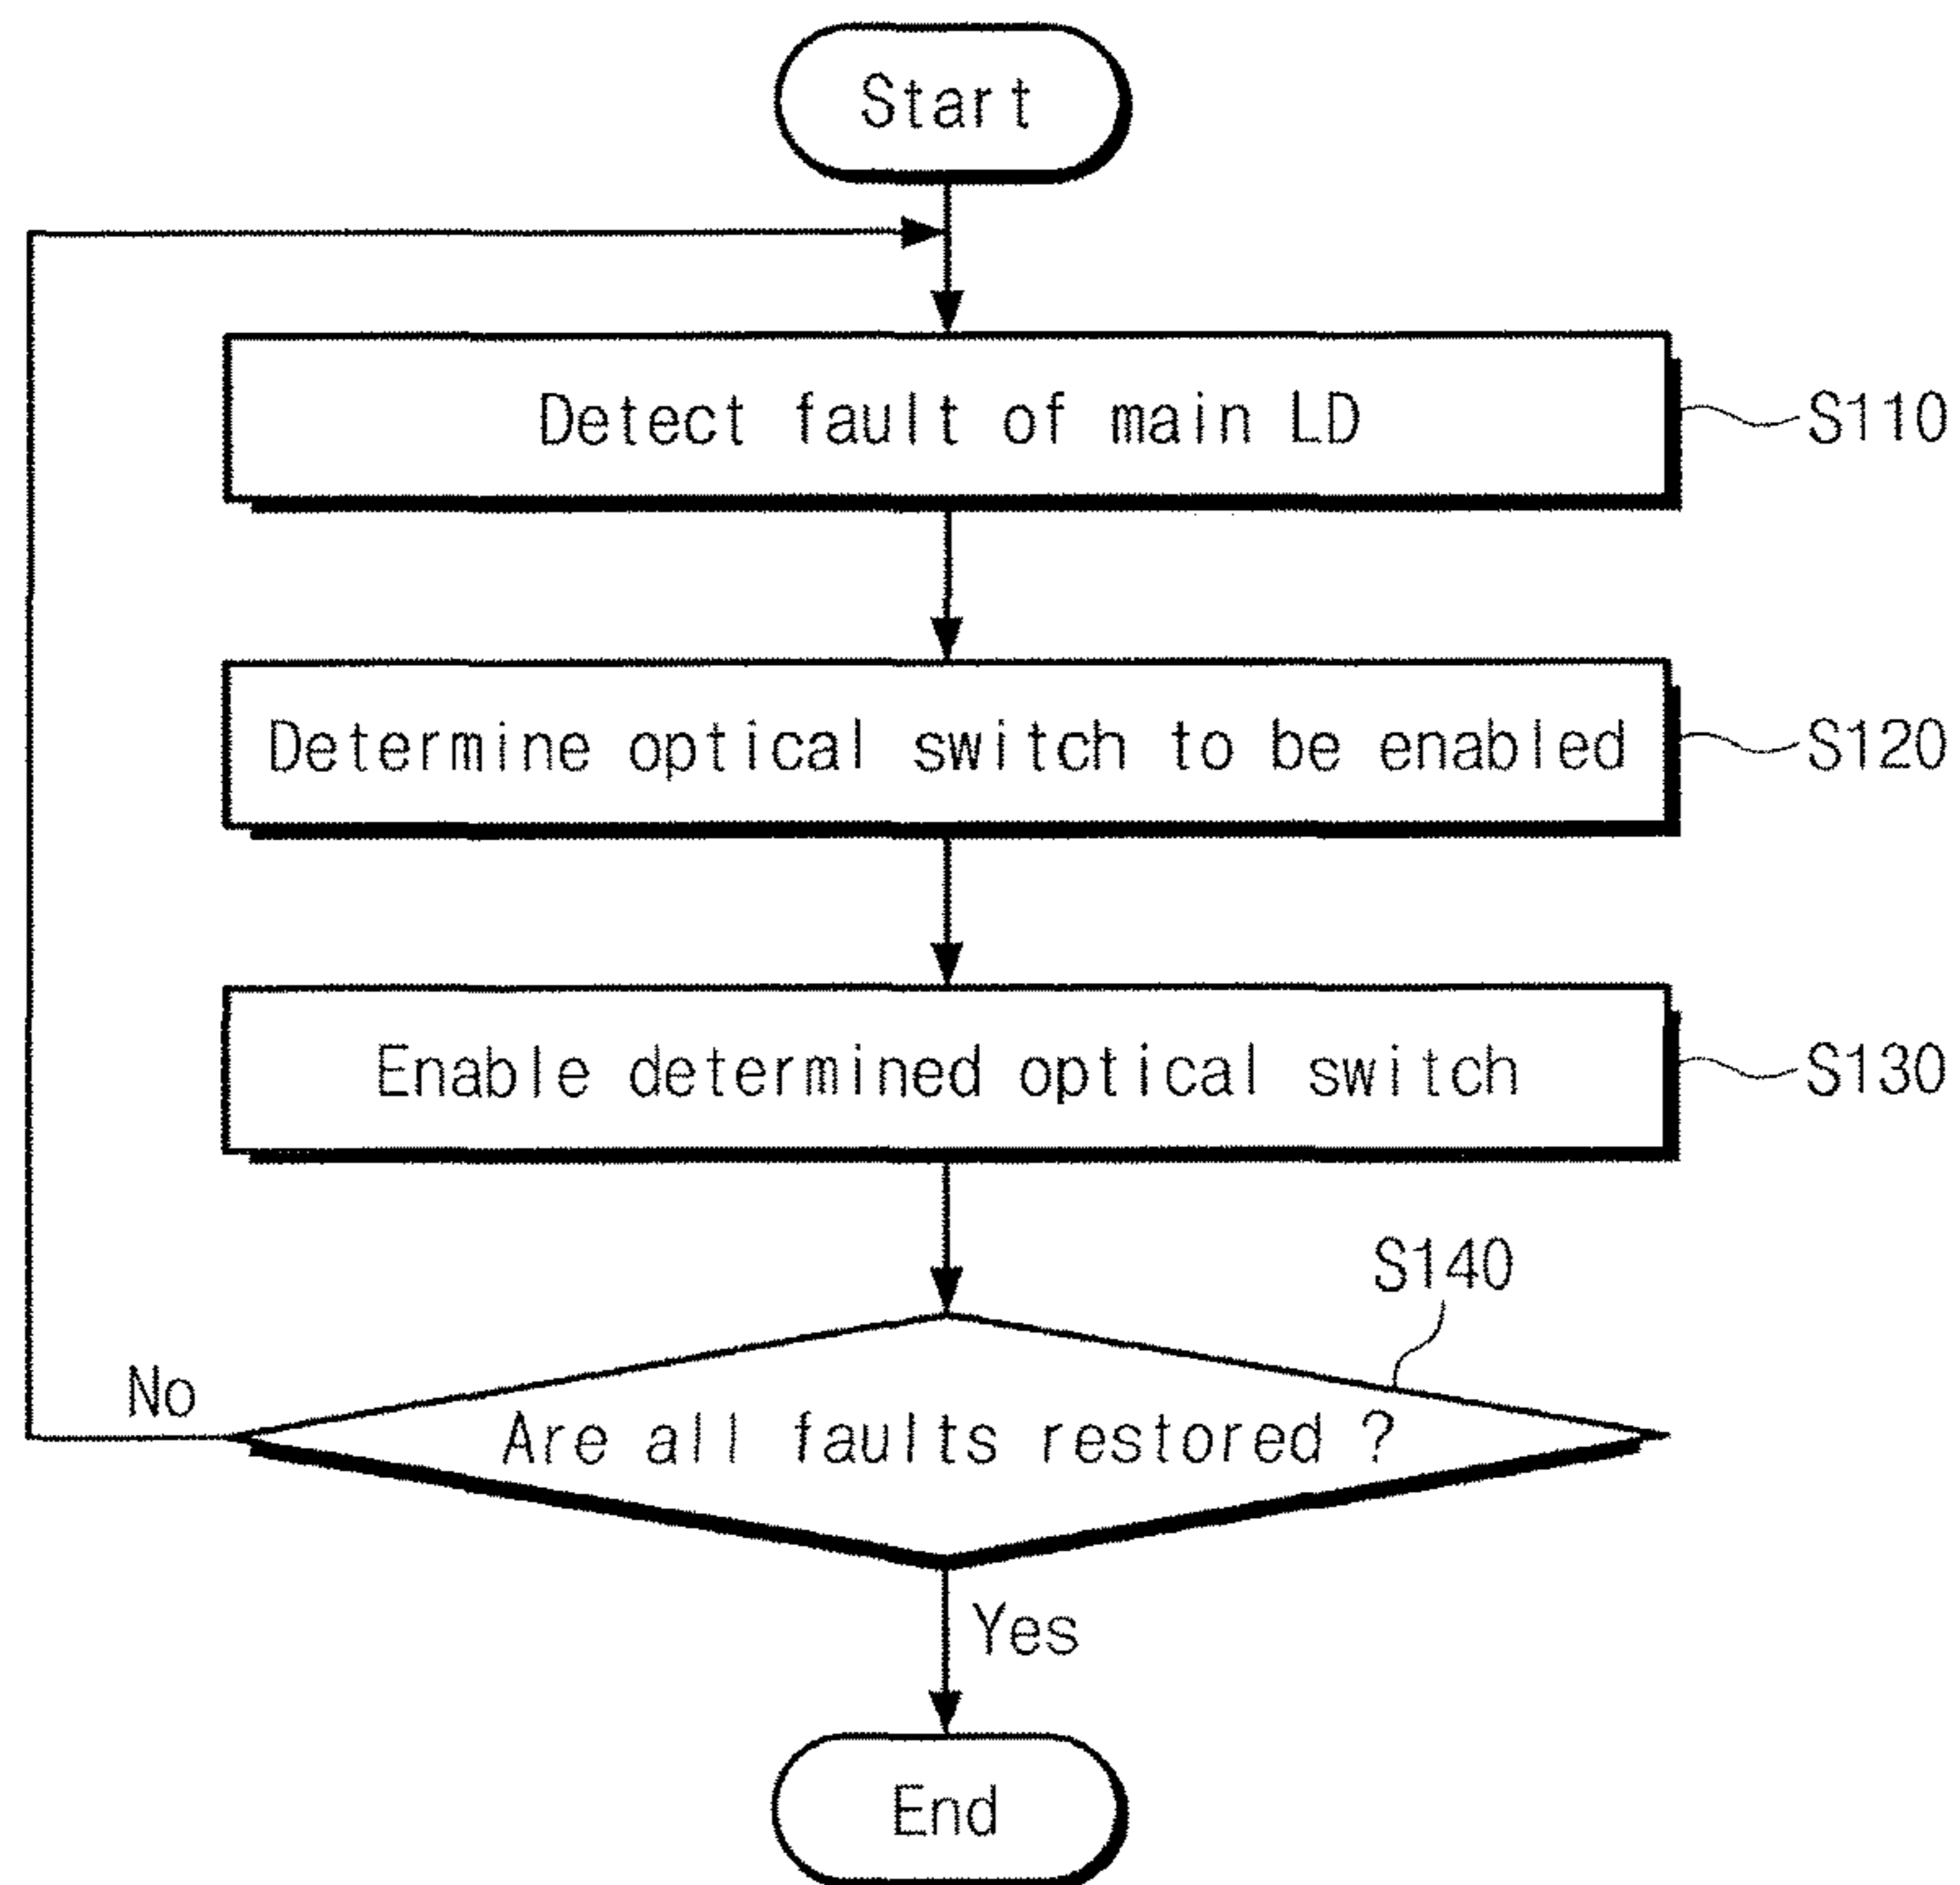 Start
Detect fault of main LD
S110
Determine optical switch to be enabled
S120
Enable determined optical switch
S130
S140
No
Are all faults restored ?
Yes
End